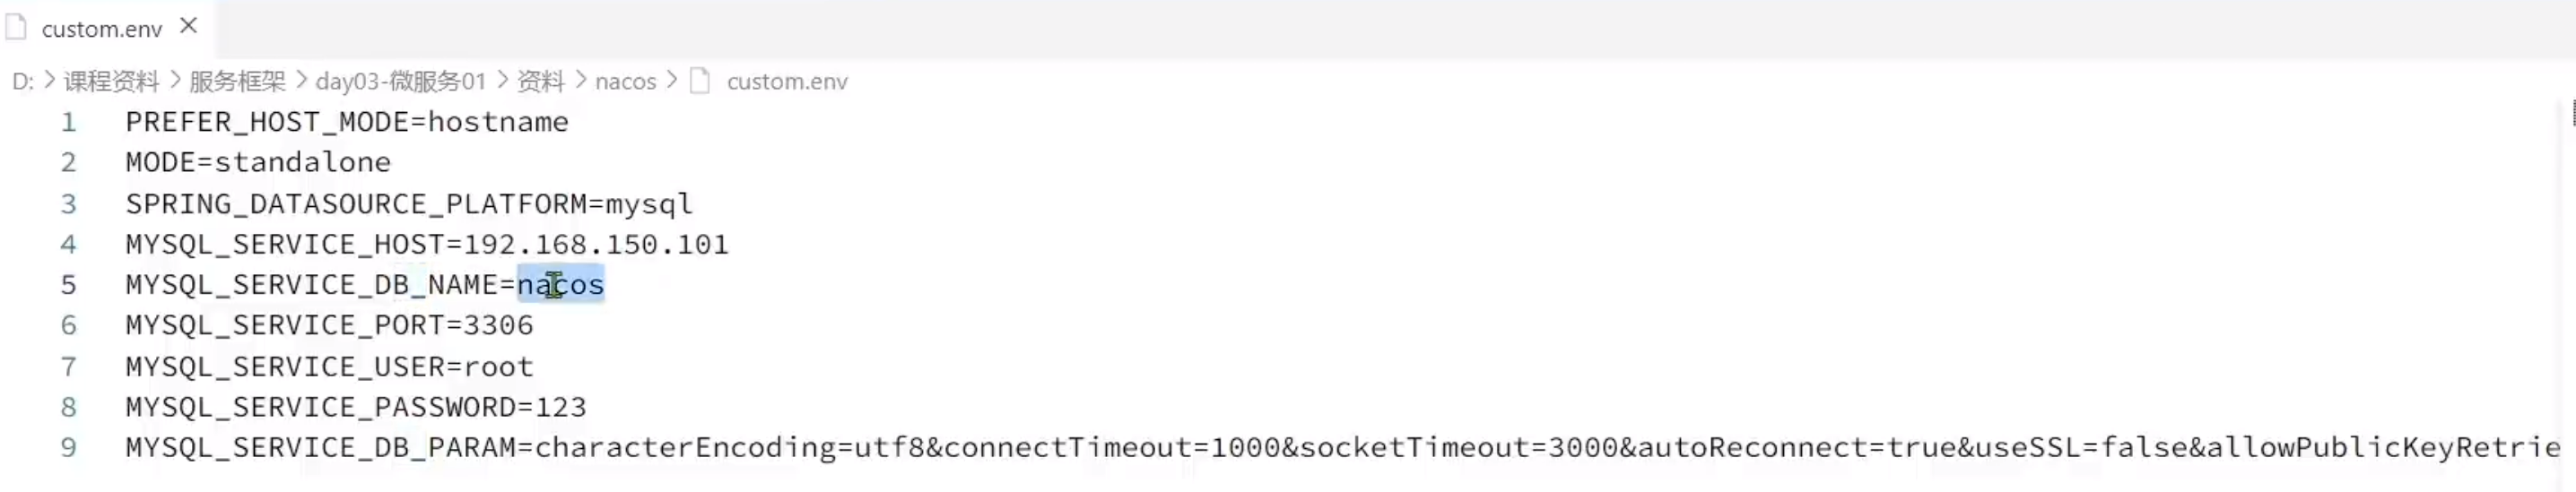 custom.env
D: > 课程资料 > 服务框架 > day03-微服务01 > 资料 > nacos > custom.env
1 PREFER_HOST_MODE=hostname
2 MODE=standalone
3 SPRING_DATASOURCE_PLATFORM=mysql
4 MYSQL_SERVICE_HOST=192.168.150.101
5 MYSQL_SERVICE_DB_NAME=nacos
6 MYSQL_SERVICE_PORT=3306
7 MYSQL_SERVICE_USER=root
8 MYSQL_SERVICE_PASSWORD=123
9 MYSQL_SERVICE_DB_PARAM=characterEncoding=utf8&connectTimeout=1000&socketTimeout=3000&autoReconnect=true&useSSL=false&allowPublicKeyRetrie